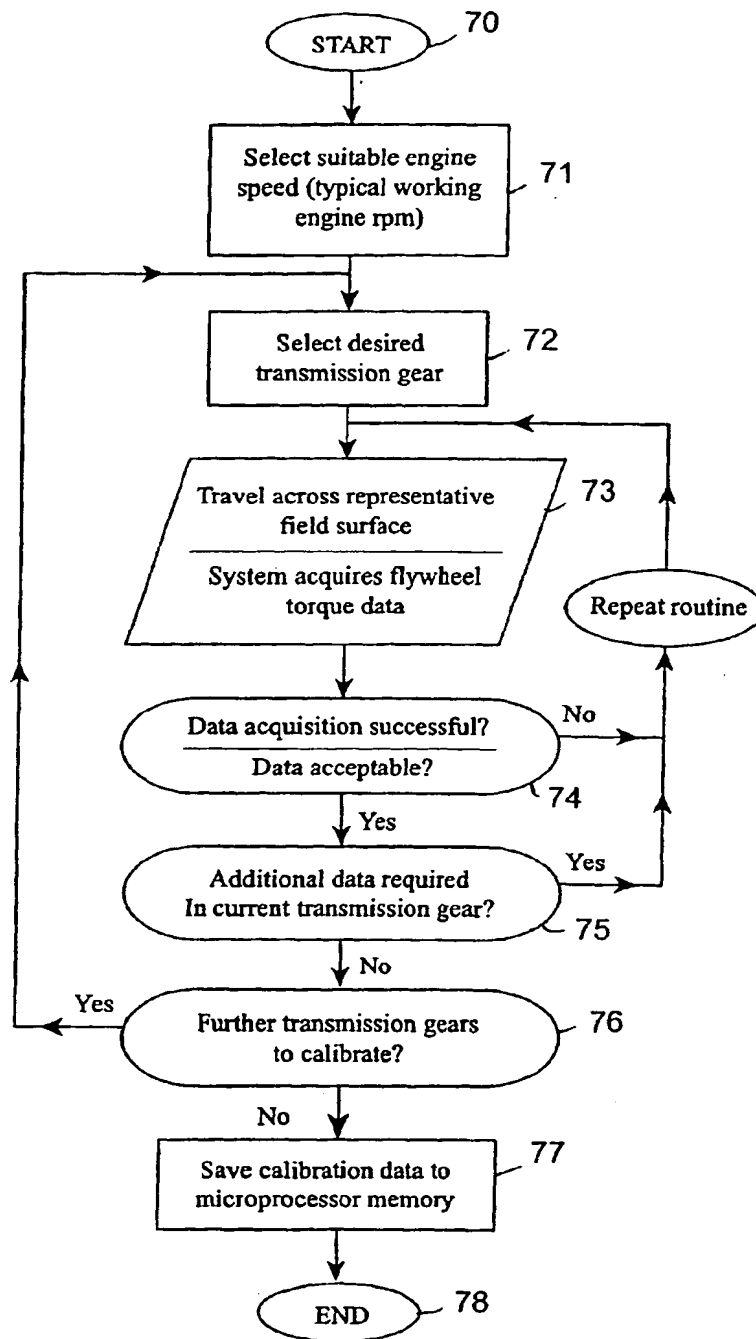 START
70
Select suitable engine
speed (typical working
engine rpm)
71
Select desired
transmission gear
72
Travel across representative
field surface
System acquires flywheel
torque data
73
Repeat routine
Data acquisition successful?
Data acceptable?
No
74
Yes
Additional data required
In current transmission gear?
Yes
75
No
Yes
Further transmission gears
to calibrate?
76
No
Save calibration data to
microprocessor memory
77
END
78